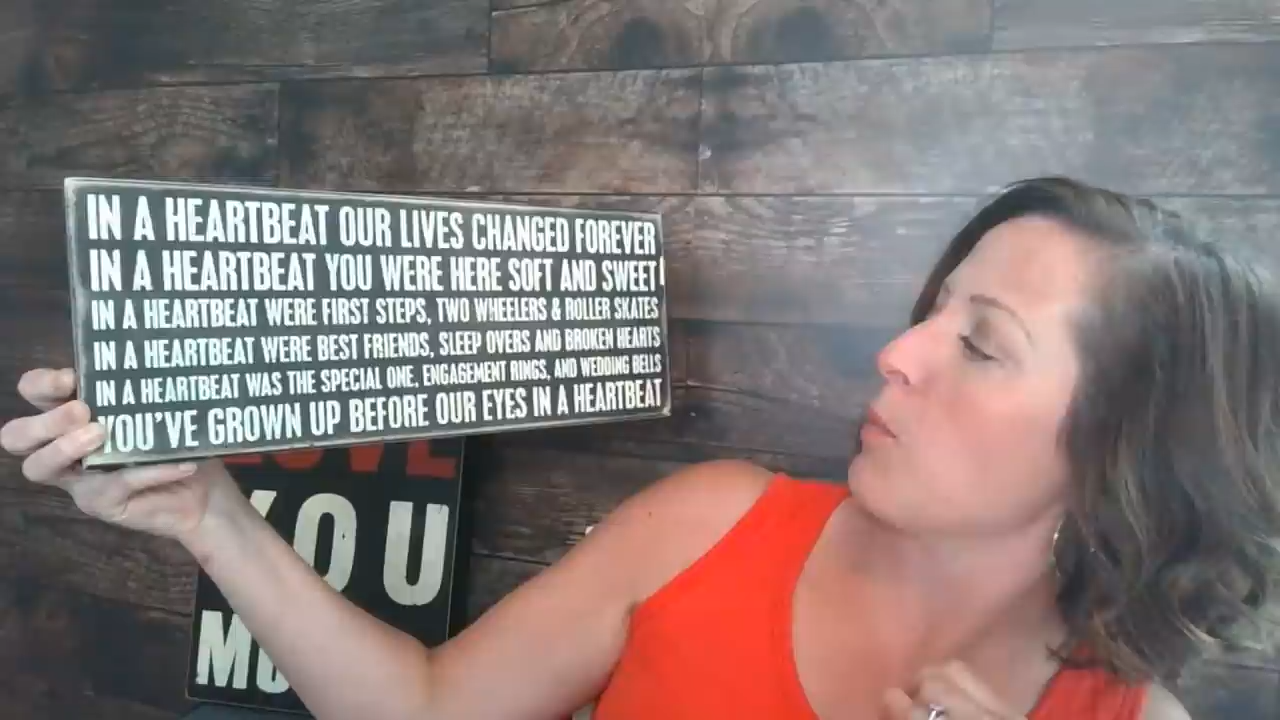 IN A HEARTBEAT OUR LIVES CHANGED FOREVER
IN A HEARTBEAT YOU WERE HERE SOFT AND SWEET
IN A HEARTBEAT WERE FIRST STEPS, TWO WHEELERS & ROLLER SKATES
IN A HEARTBEAT WERE BEST FRIENDS, SLEEP OVERS AND BROKEN HEARTS
IN A HEARTBEAT WAS THE SPECIAL ONE, ENGAGEMENT RINGS, AND WEDDING BELLS
YOU'VE GROWN UP BEFORE OUR EYES IN A HEARTBEAT
LOVE
YOU